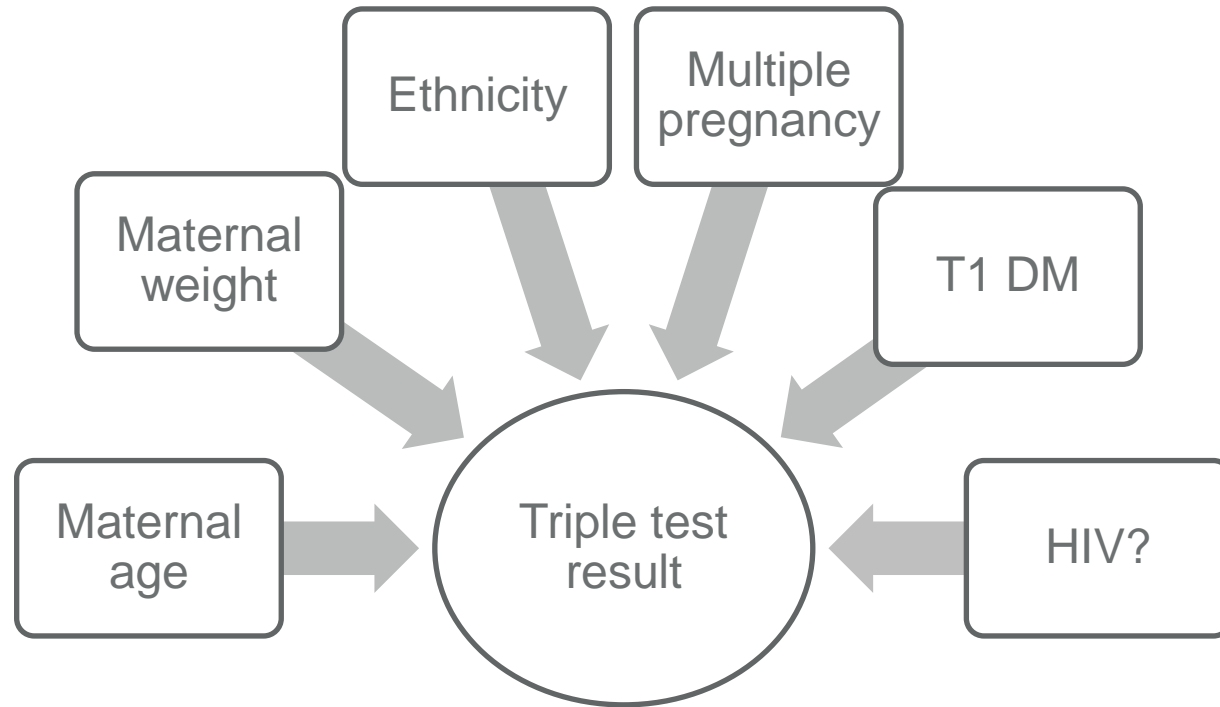 Ethnicity
Multiple
pregnancy
Maternal
weight
T1 DM
Maternal
age
Triple test
result
HIV?